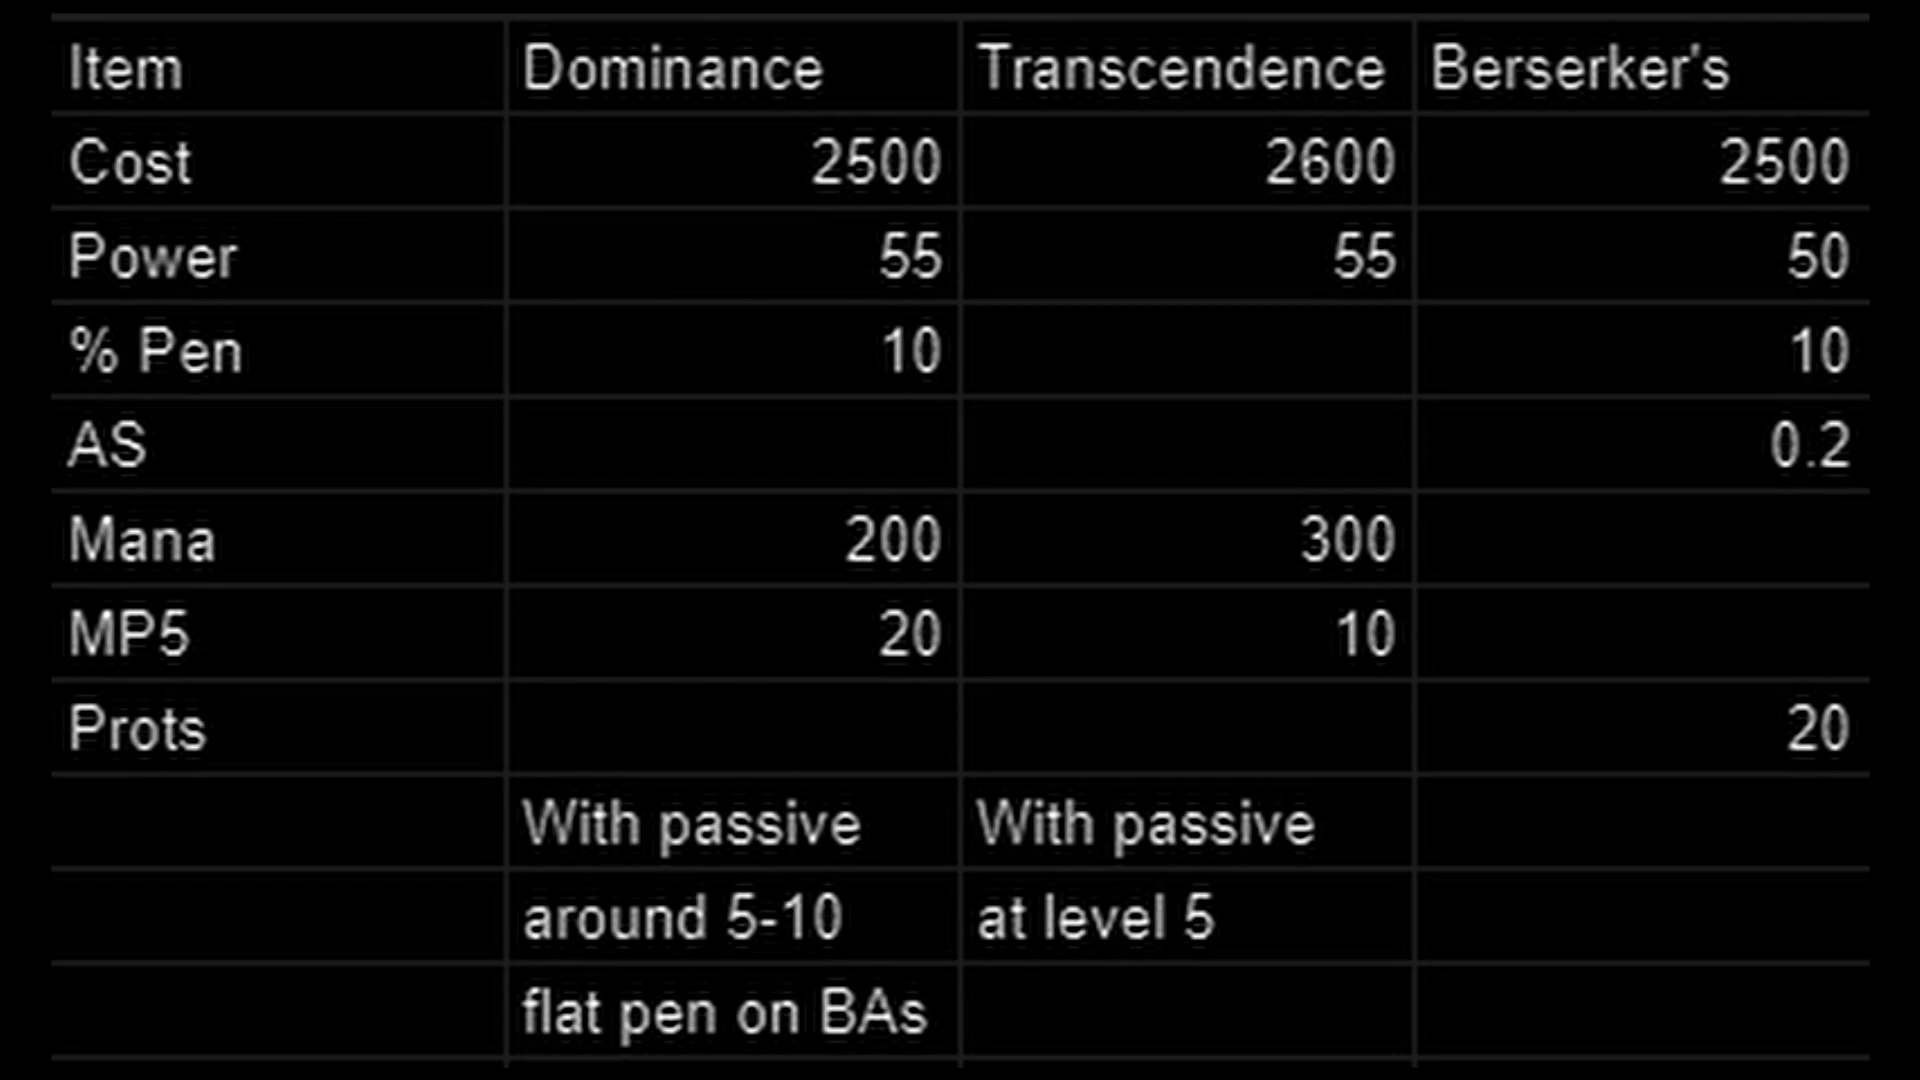 Item Dominance Transcendence Berserker's
Cost 2500 2600 2500
Power 55 55 50
% Pen 10 10
AS 0.2
Mana 200 300
MP5 20 10
Prots 20
With passive With passive
around 5-10 at level 5
flat pen on BAs